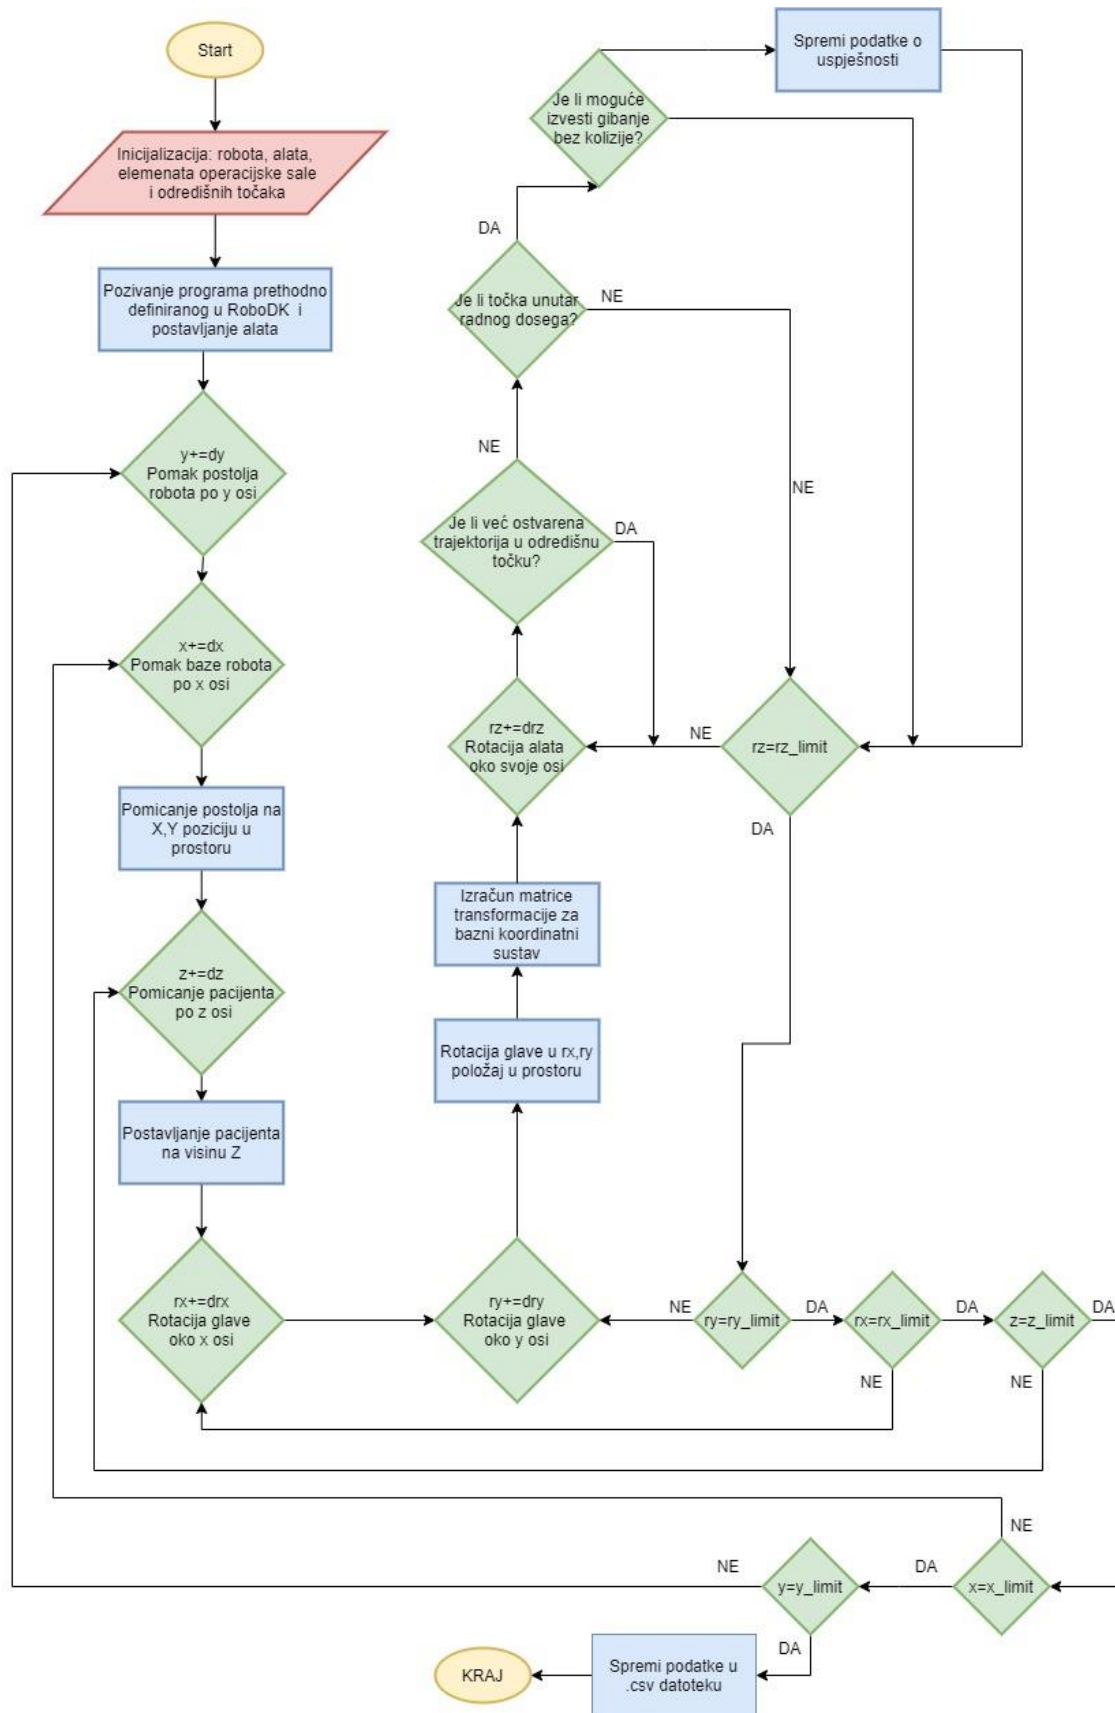 Start
Inicijalizacija: robota, alata,
elemenata operacijske sale
i odredišnih točaka
Pozivanje programa prethodno
definiranog u RoboDK i
postavljanje alata
y+=dy
Pomak postolja
robota po y osi
x+=dx
Pomak baze robota
po x osi
Pomicanje postolja na
X,Y poziciju u
prostoru
z+=dz
Pomicanje pacijenta
po z osi
Postavljanje pacijenta
na visinu Z
rx+=drx
Rotacija glave
oko x osi
ry+=dry
Rotacija glave
oko y osi
Rotacija glave u rx,ry
položaj u prostoru
Izračun matrice
transformacije za
bazni koordinatni
sustav
rz+=drz
Rotacija alata
oko svoje osi
Je li već ostvarena
trajektorija u odredišnu
točku?
DA
NE
Je li točka unutar
radnog dosega?
NE
NE
DA
Je li moguće
izvesti gibanje
bez kolizije?
Spremi podatke o
uspješnosti
rz=rz_limit
NE
DA
ry=ry_limit
NE
DA
rx=rx_limit
DA
NE
z=z_limit
DA
NE
x=x_limit
NE
DA
y=y_limit
NE
DA
Spremi podatke u
.csv datoteku
KRAJ